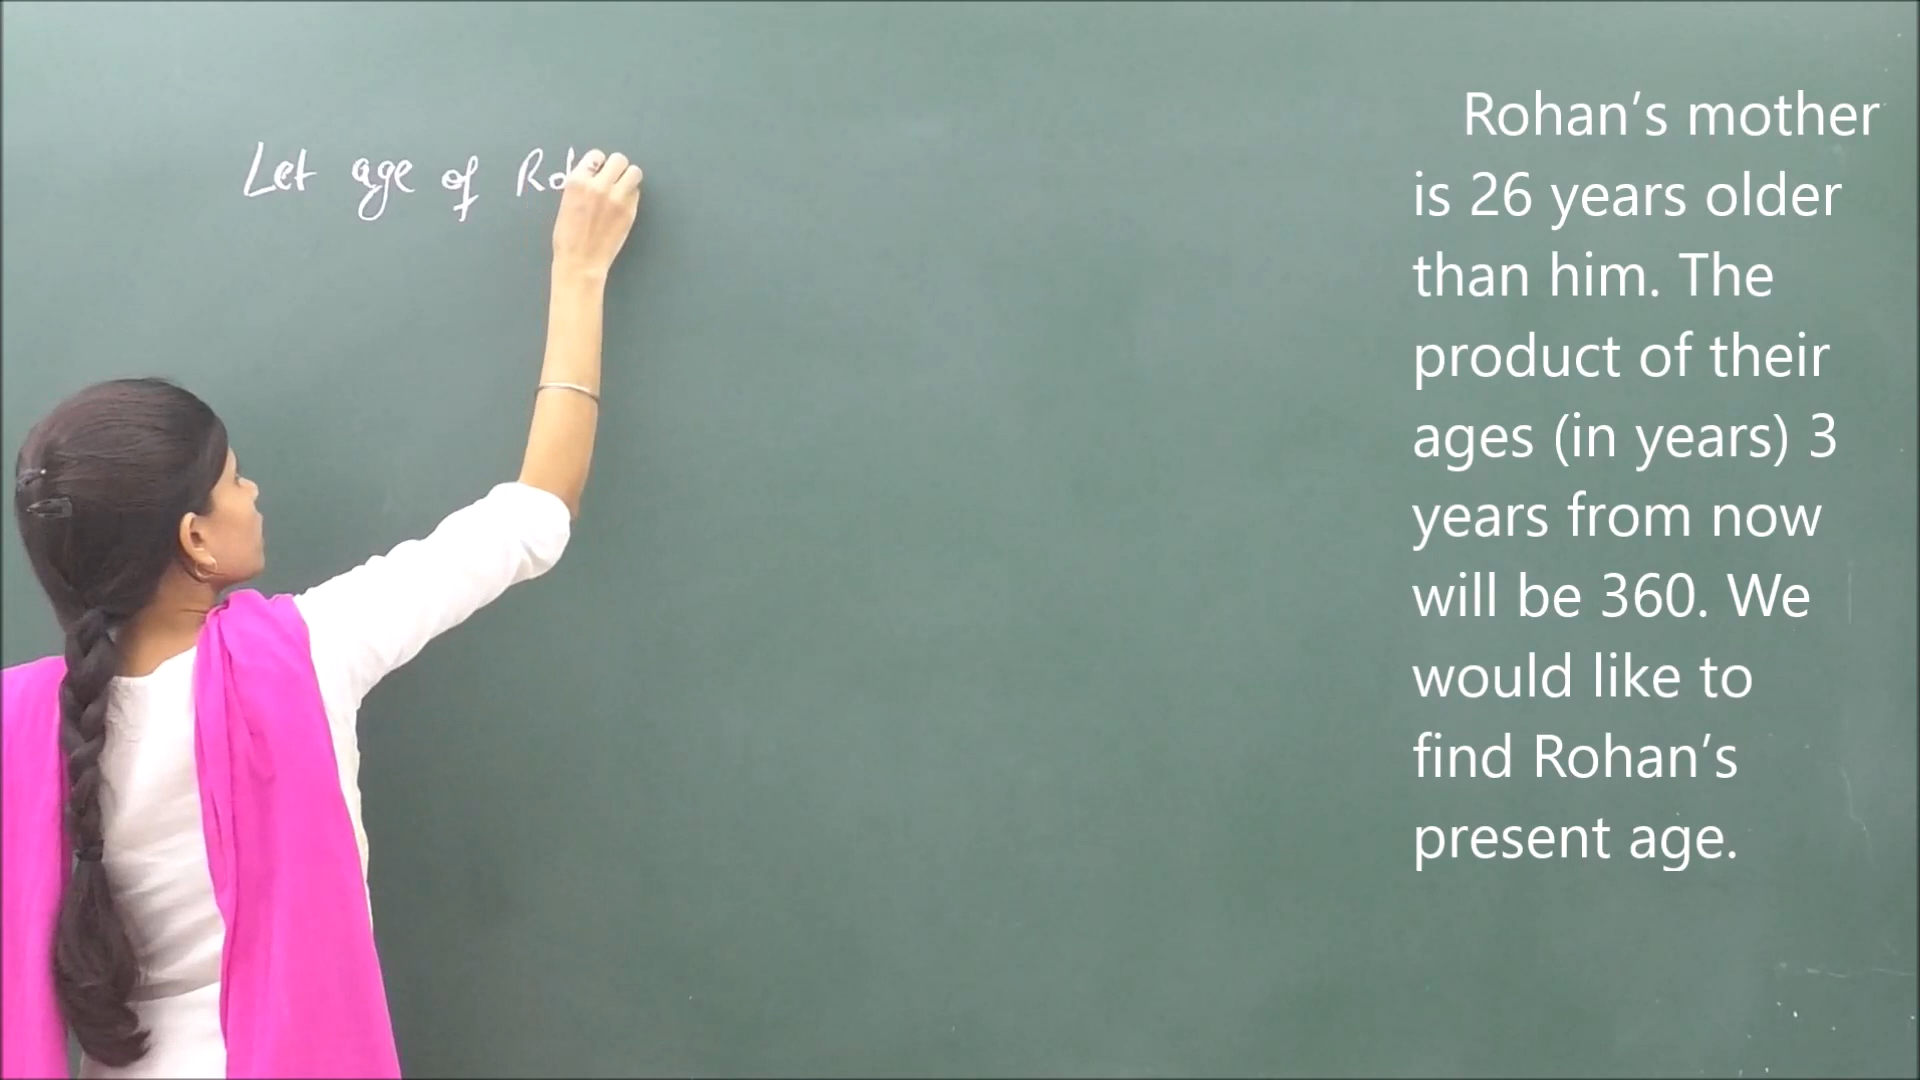 Let age of
Rohan’s mother
is 26 years older
than him. The
product of their
ages (in years) 3
years from now
will be 360. We
would like to
find Rohan’s
present age.